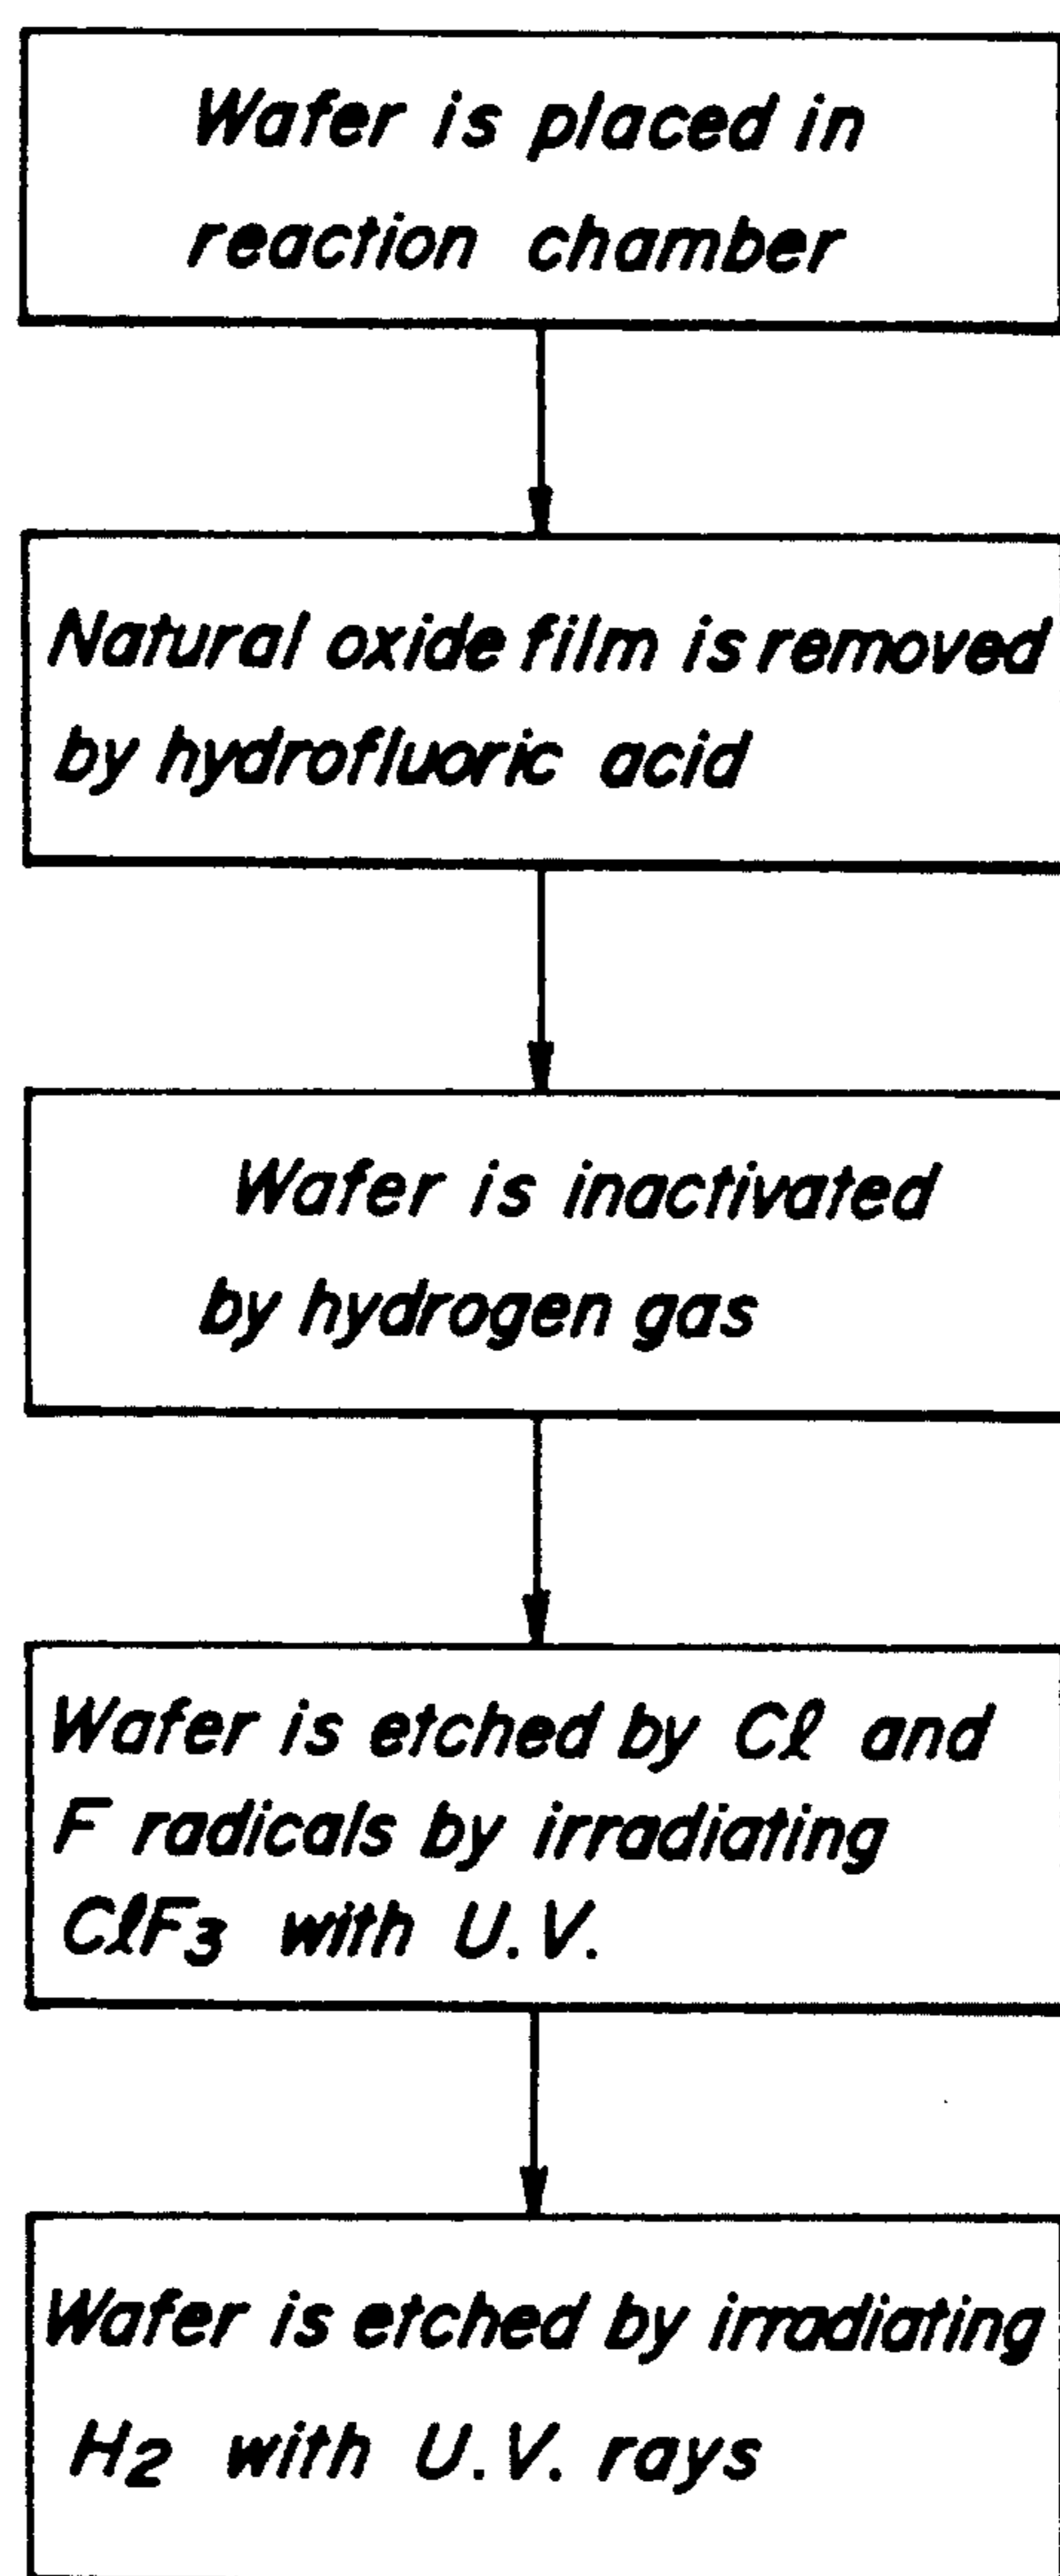 Wafer is placed in
reaction chamber
Natural oxide film is removed
by hydrofluoric acid
Wafer is inactivated
by hydrogen gas
Wafer is etched by Cℓ and
F radicals by irradiating
CℓF3 with U.V.
Wafer is etched by irradiating
H2 with U.V. rays